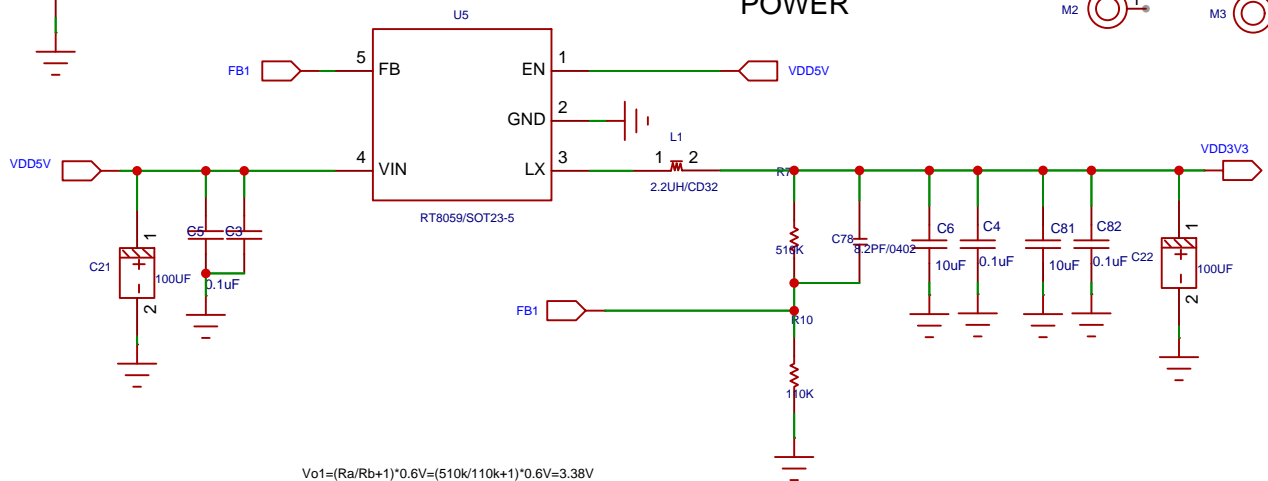 POWER
M2
1
M3
U5
FB1
5
FB
EN
1
VDD5V
GND
2
VDD5V
4
VIN
LX
3
L1
1
2
2.2UH/CD32
VDD3V3
RT8059/SOT23-5
C21
1
2
100UF
C5
C3
0.1uF
R7
510K
C78
8.2PF/0402
C6
10uF
C4
0.1uF
C81
10uF
C82
0.1uF
C22
1
2
100UF
FB1
R10
110K
Vo1=(Ra/Rb+1)*0.6V=(510k/110k+1)*0.6V=3.38V